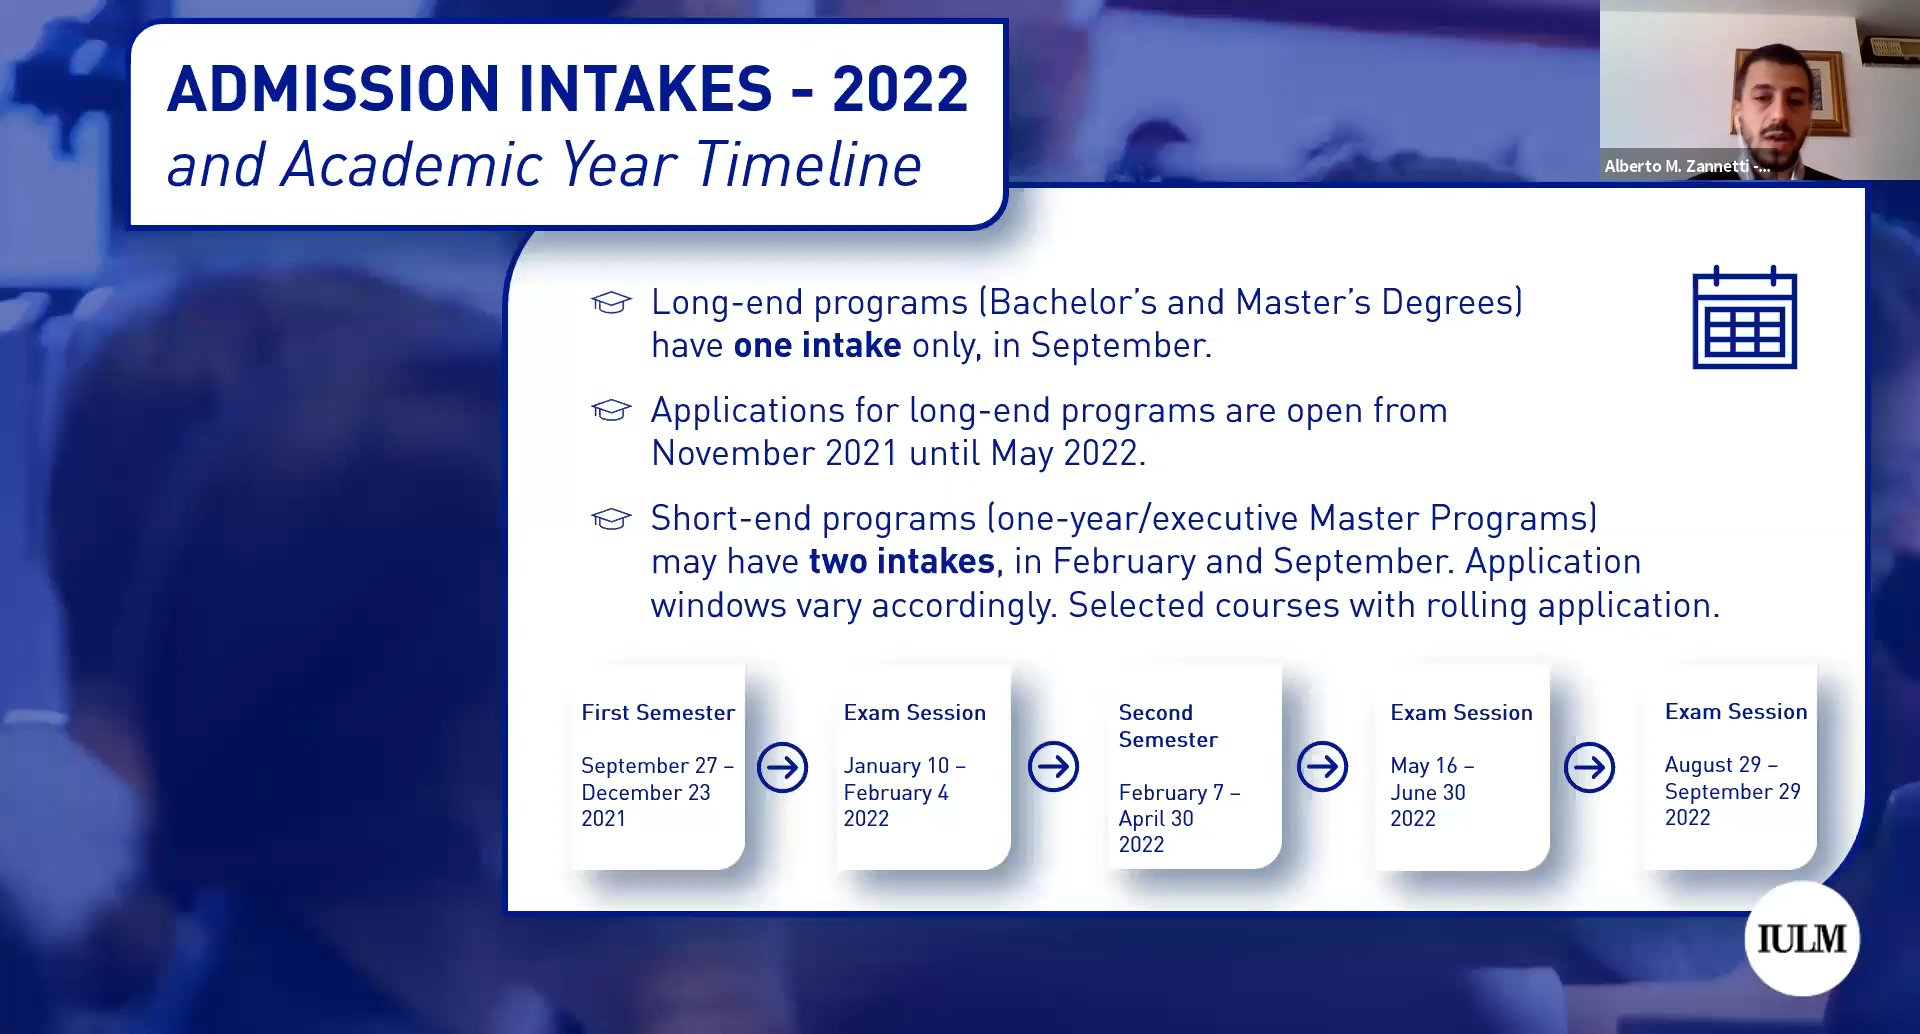 ADMISSION INTAKES - 2022
and Academic Year Timeline
Alberto M. Zannetti -...
Long-end programs (Bachelor's and Master's Degrees)
have one intake only, in September.
Applications for long-end programs are open from
November 2021 until May 2022.
Short-end programs (one-year/executive Master Programs)
may have two intakes, in February and September. Application
windows vary accordingly. Selected courses with rolling application.
First Semester
September 27 –
December 23
2021
Exam Session
January 10 –
February 4
2022
Second
Semester
February 7 –
April 30
2022
Exam Session
May 16 –
June 30
2022
Exam Session
August 29 –
September 29
2022
IULM